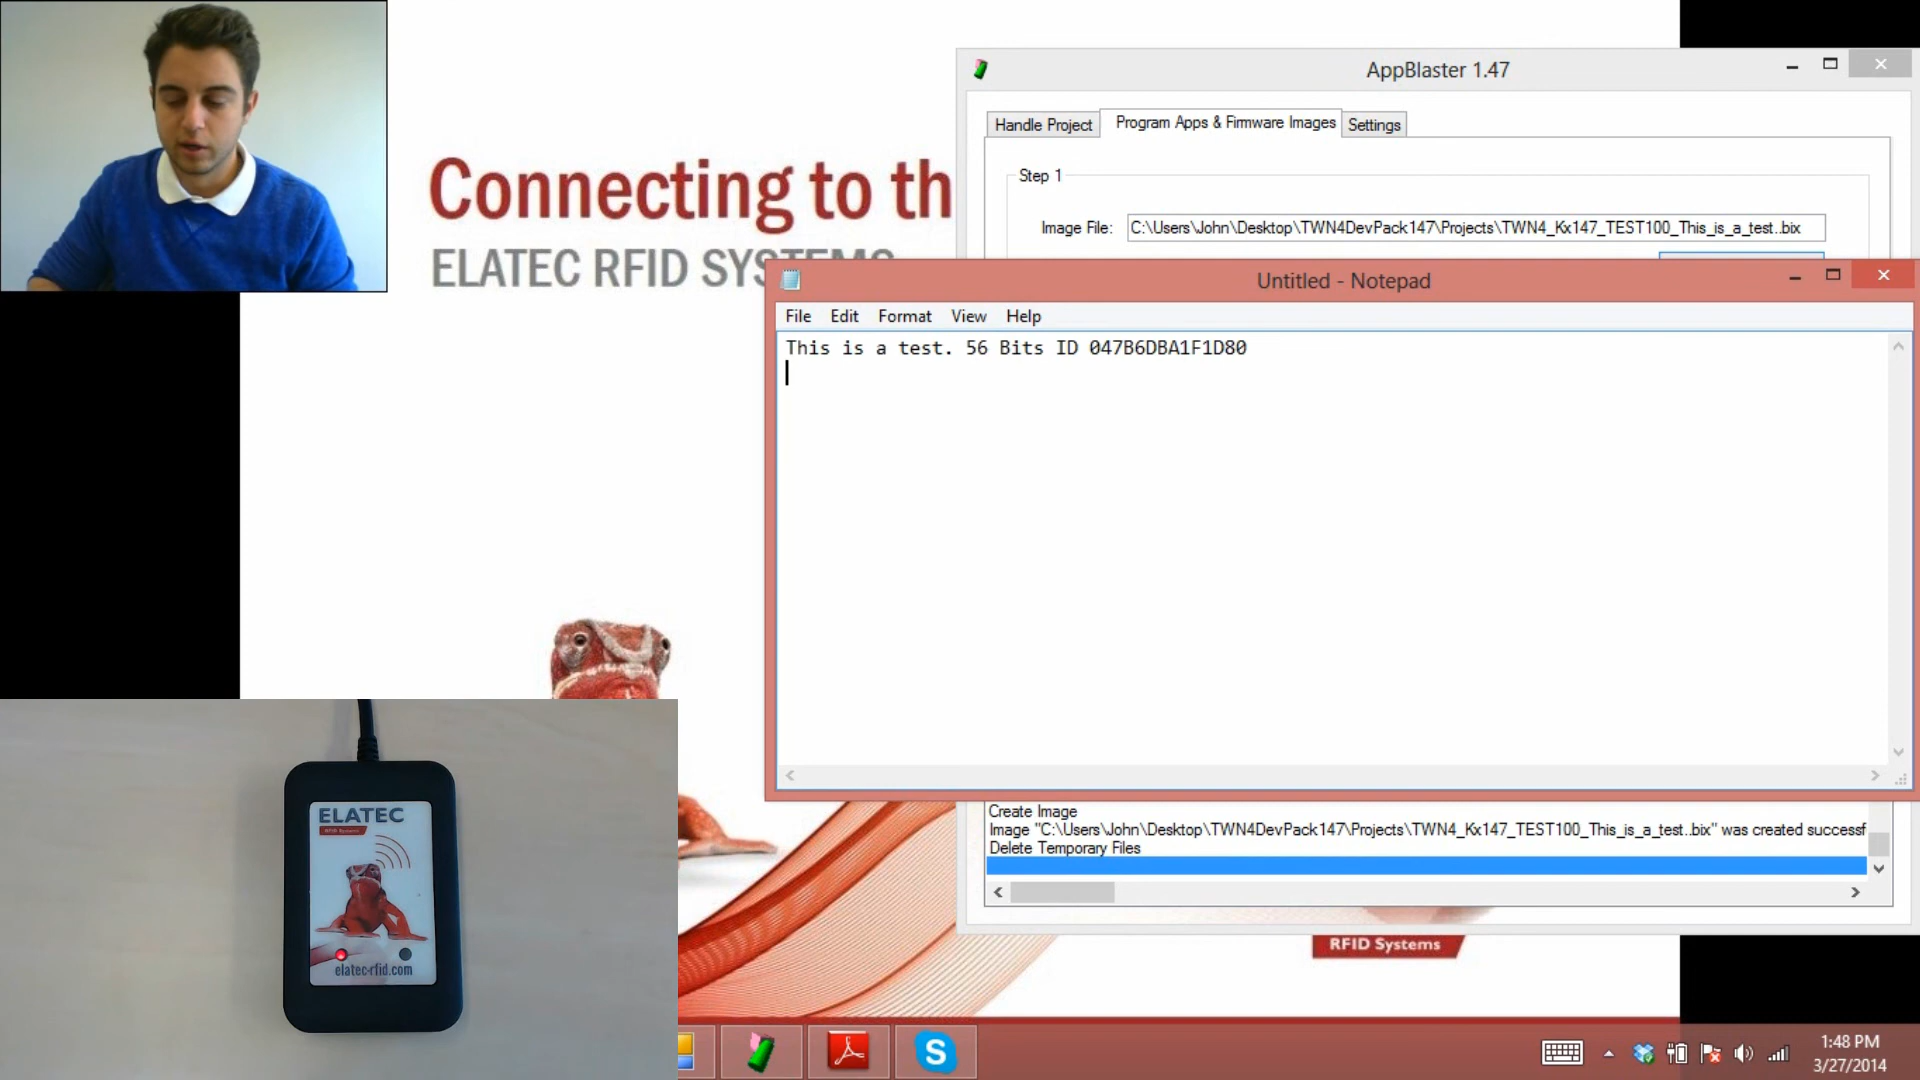 Connecting to th
ELATEC RFID SYSTEMS
AppBlaster 1.47
Handle Project
Program Apps & Firmware Images
Settings
Step 1
Image File:
C:\Users\John\Desktop\TWN4DevPack147\Projects\TWN4_Kx147_TEST100_This_is_a_test..bix
Untitled - Notepad
File Edit Format View Help
This is a test. 56 Bits ID 047B6DBA1F1D80
Create Image
Image "C:\Users\John\Desktop\TWN4DevPack147\Projects\TWN4_Kx147_TEST100_This_is_a_test..bix" was created successf
Delete Temporary Files
RFID Systems
ELATEC
RFID Systems
elatec-rfid.com
1:48 PM
3/27/2014